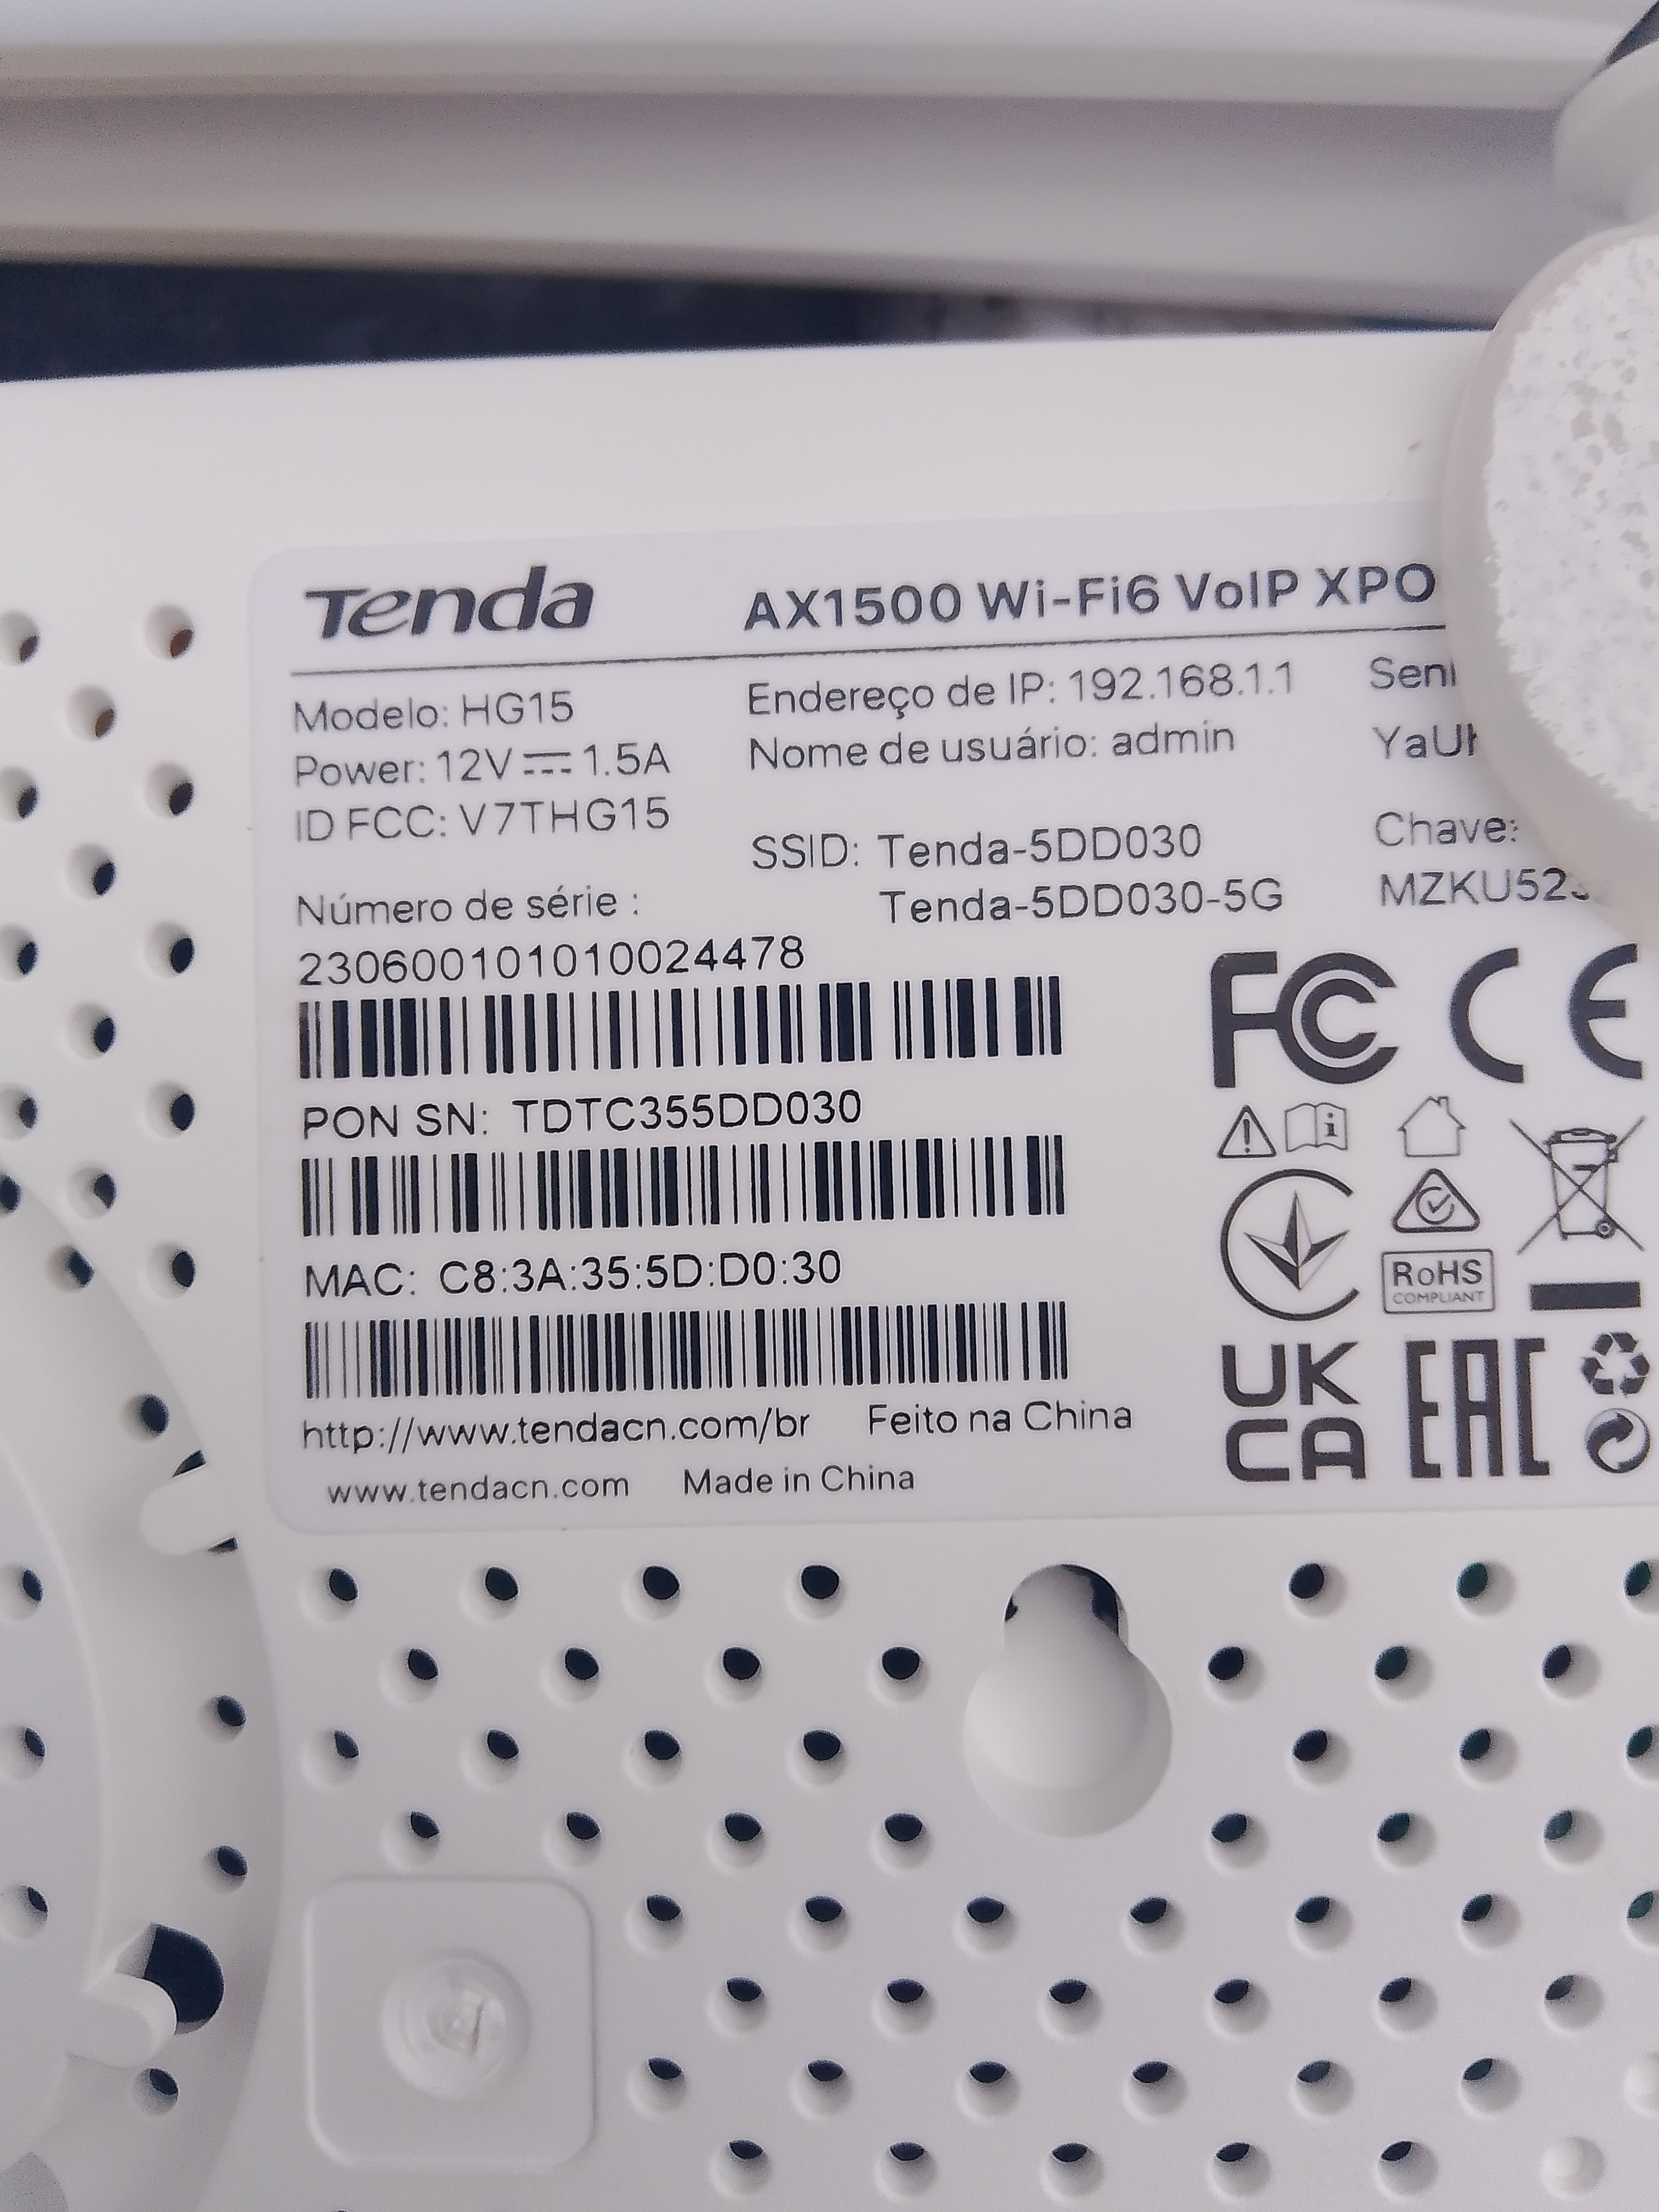 Tenda AX1500 Wi-Fi6 VoIP XPO
Modelo: HG15
Power: 12V ⎓ 1.5A
ID FCC: V7THG15
Endereço de IP: 192.168.1.1
Nome de usuário: admin
SSID: Tenda-5DD030
Tenda-5DD030-5G
Chave:
Número de série :
230600101010024478
PON SN: TDTC355DD030
MAC: C8:3A:35:5D:D0:30
http://www.tendacn.com/br Feito na China
www.tendacn.com Made in China
FC CE
RoHS
COMPLIANT
UK
CA
EAC